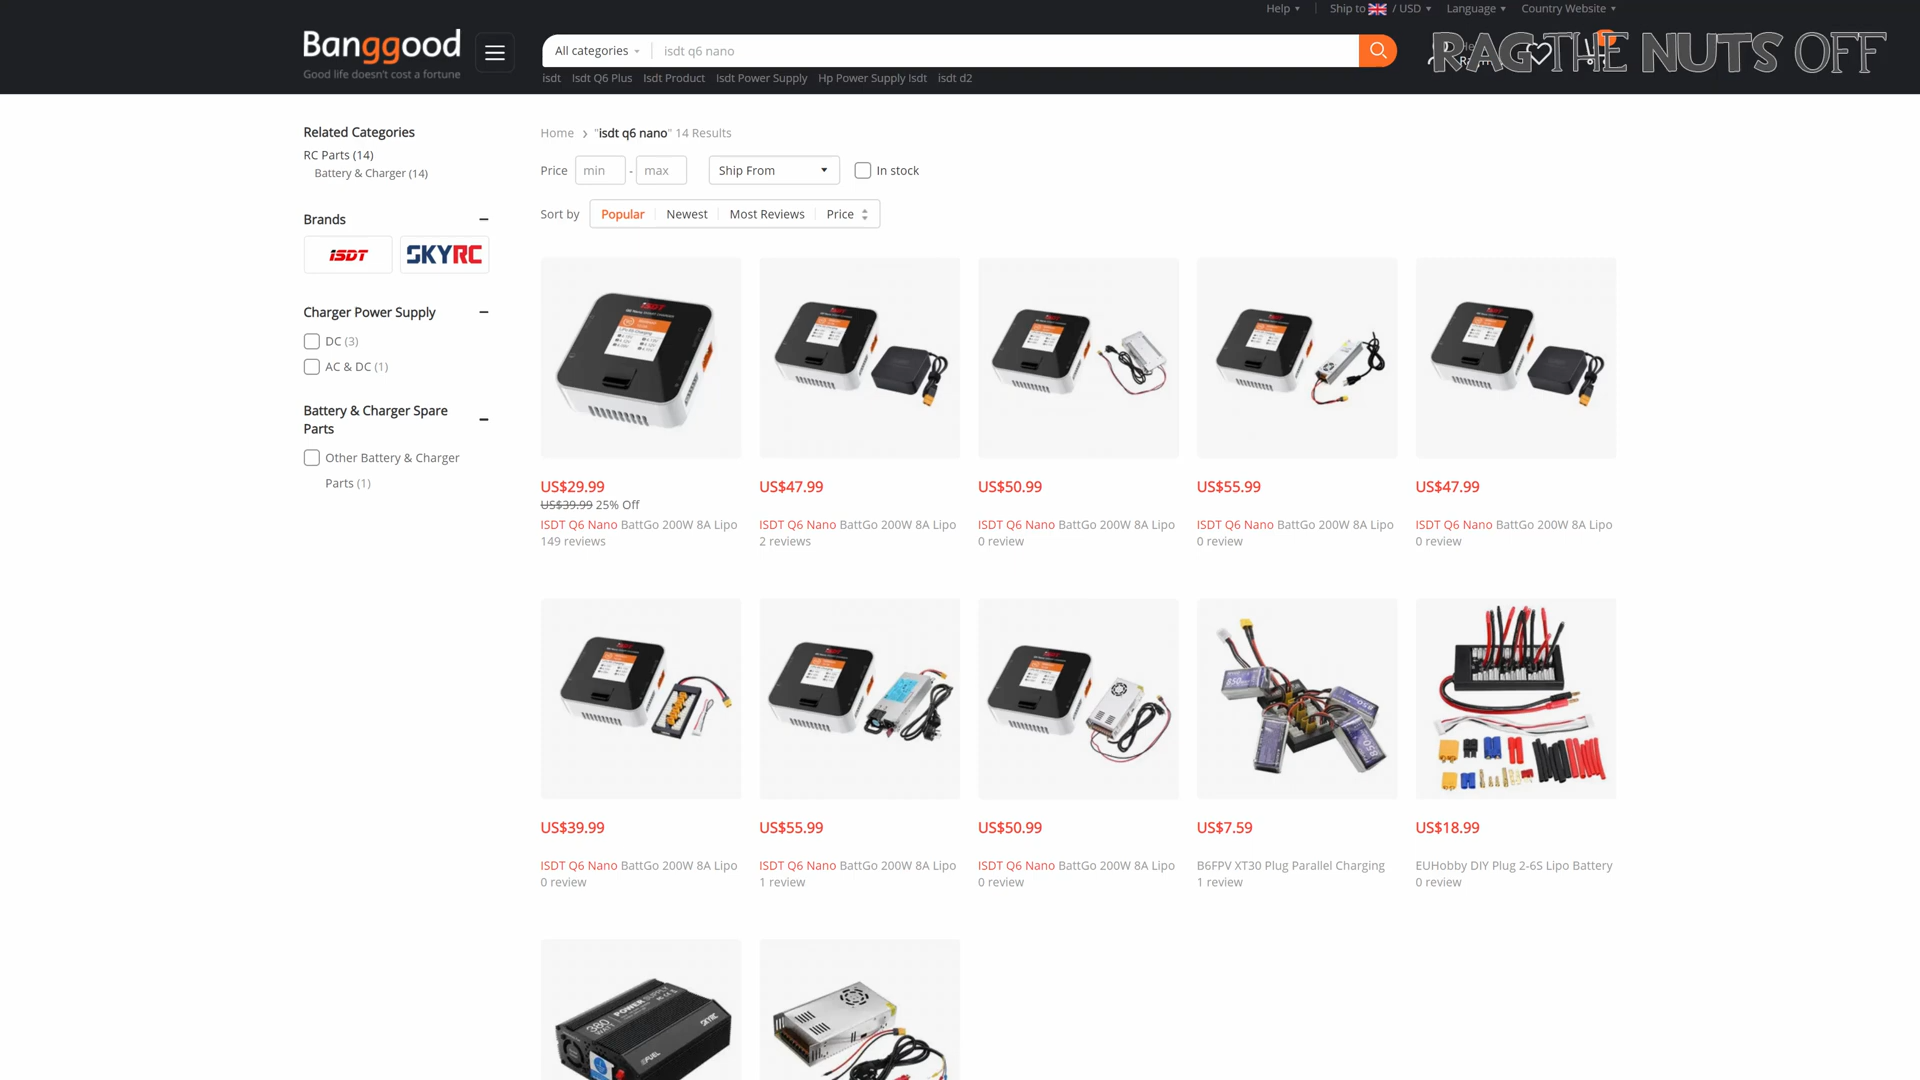 Help
Ship to / USD
Language
Country Website
Banggood
Good life doesn't cost a fortune
All categories
isdt q6 nano
RAG THE NUTS OFF
isdt Isdt Q6 Plus Isdt Product Isdt Power Supply Hp Power Supply Isdt isdt d2
Related Categories
RC Parts (14)
Battery & Charger (14)
Brands
ISDT
SKYRC
Charger Power Supply
DC (3)
AC & DC (1)
Battery & Charger Spare
Parts
Other Battery & Charger
Parts (1)
Home › "isdt q6 nano" 14 Results
Price min - max Ship From In stock
Sort by Popular Newest Most Reviews Price
US$29.99
US$39.99 25% Off
ISDT Q6 Nano BattGo 200W 8A Lipo
149 reviews
US$47.99
ISDT Q6 Nano BattGo 200W 8A Lipo
2 reviews
US$50.99
ISDT Q6 Nano BattGo 200W 8A Lipo
0 review
US$55.99
ISDT Q6 Nano BattGo 200W 8A Lipo
0 review
US$47.99
ISDT Q6 Nano BattGo 200W 8A Lipo
0 review
US$39.99
ISDT Q6 Nano BattGo 200W 8A Lipo
0 review
US$55.99
ISDT Q6 Nano BattGo 200W 8A Lipo
1 review
US$50.99
ISDT Q6 Nano BattGo 200W 8A Lipo
0 review
850
850
850
US$7.59
B6FPV XT30 Plug Parallel Charging
1 review
US$18.99
EUHobby DIY Plug 2-6S Lipo Battery
0 review
380 WATT
POWER SUPPLY
SKYRC